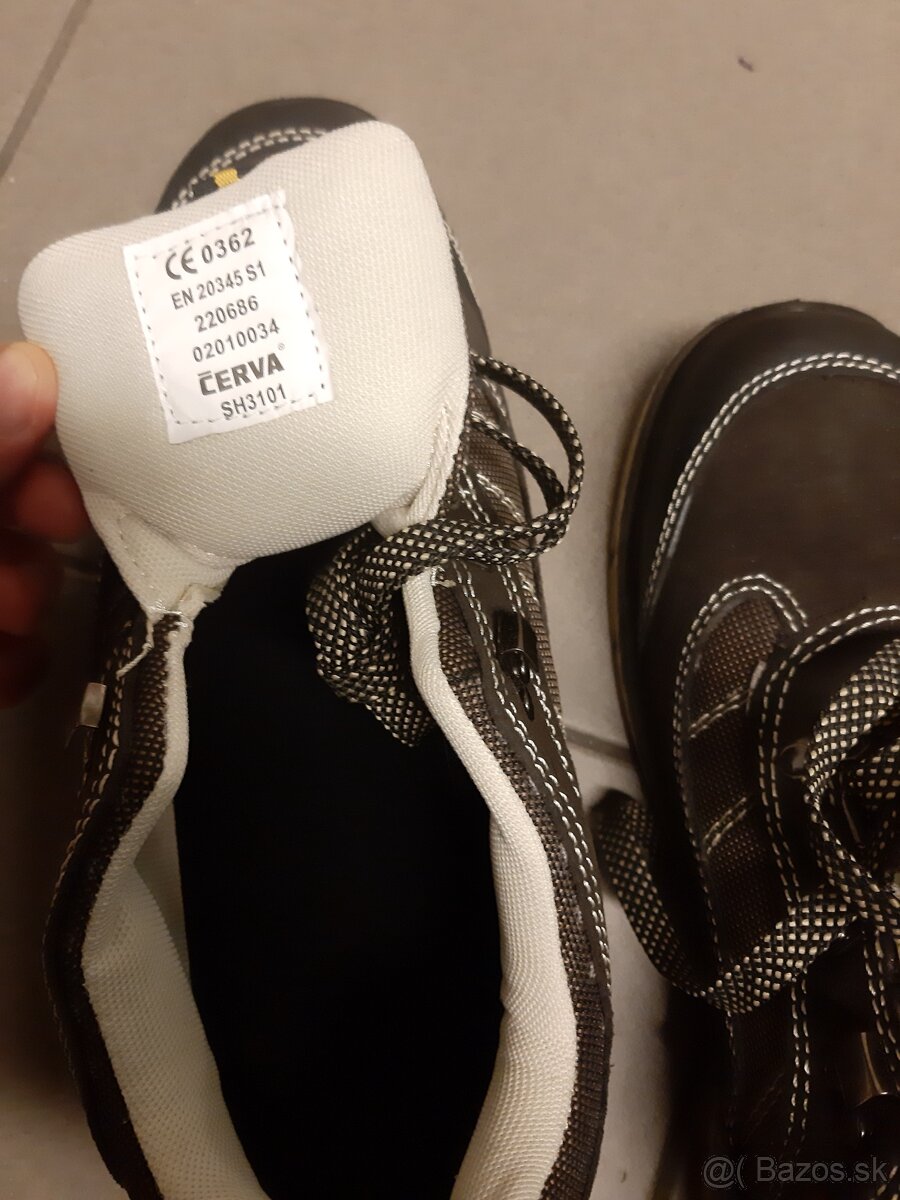 CE 0362
EN 20345 S1
220686
02010034
ČERVA®
SH3101
@( Bazos.sk